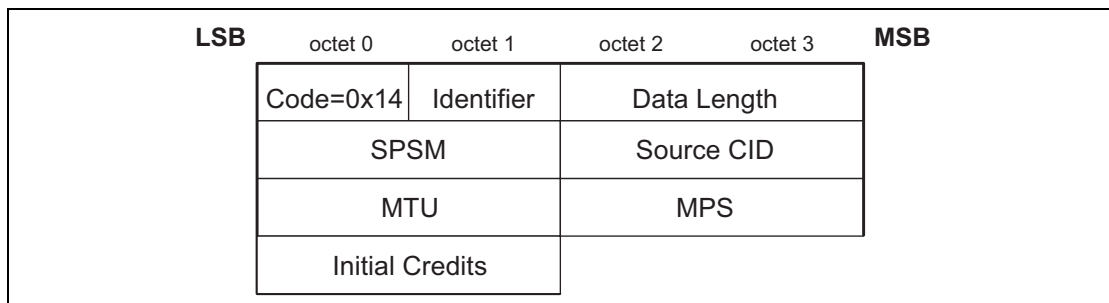 LSB octet 0 octet 1 octet 2 octet 3 MSB
Code=0x14 Identifier Data Length
SPSM Source CID
MTU MPS
Initial Credits